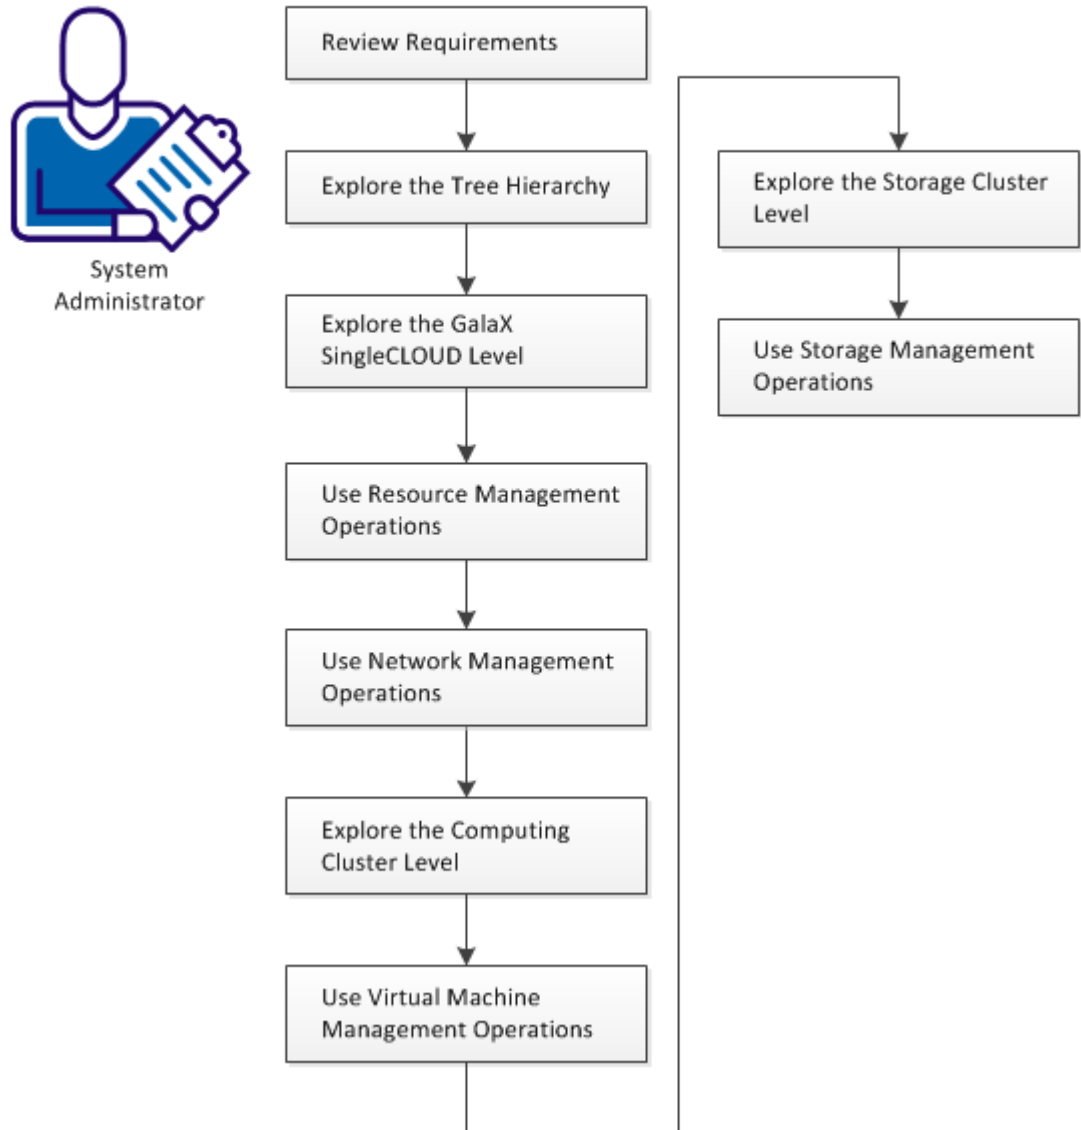 System
Administrator
Review Requirements
Explore the Tree Hierarchy
Explore the GalaX
SingleCLOUD Level
Use Resource Management
Operations
Use Network Management
Operations
Explore the Computing
Cluster Level
Use Virtual Machine
Management Operations
Explore the Storage Cluster
Level
Use Storage Management
Operations